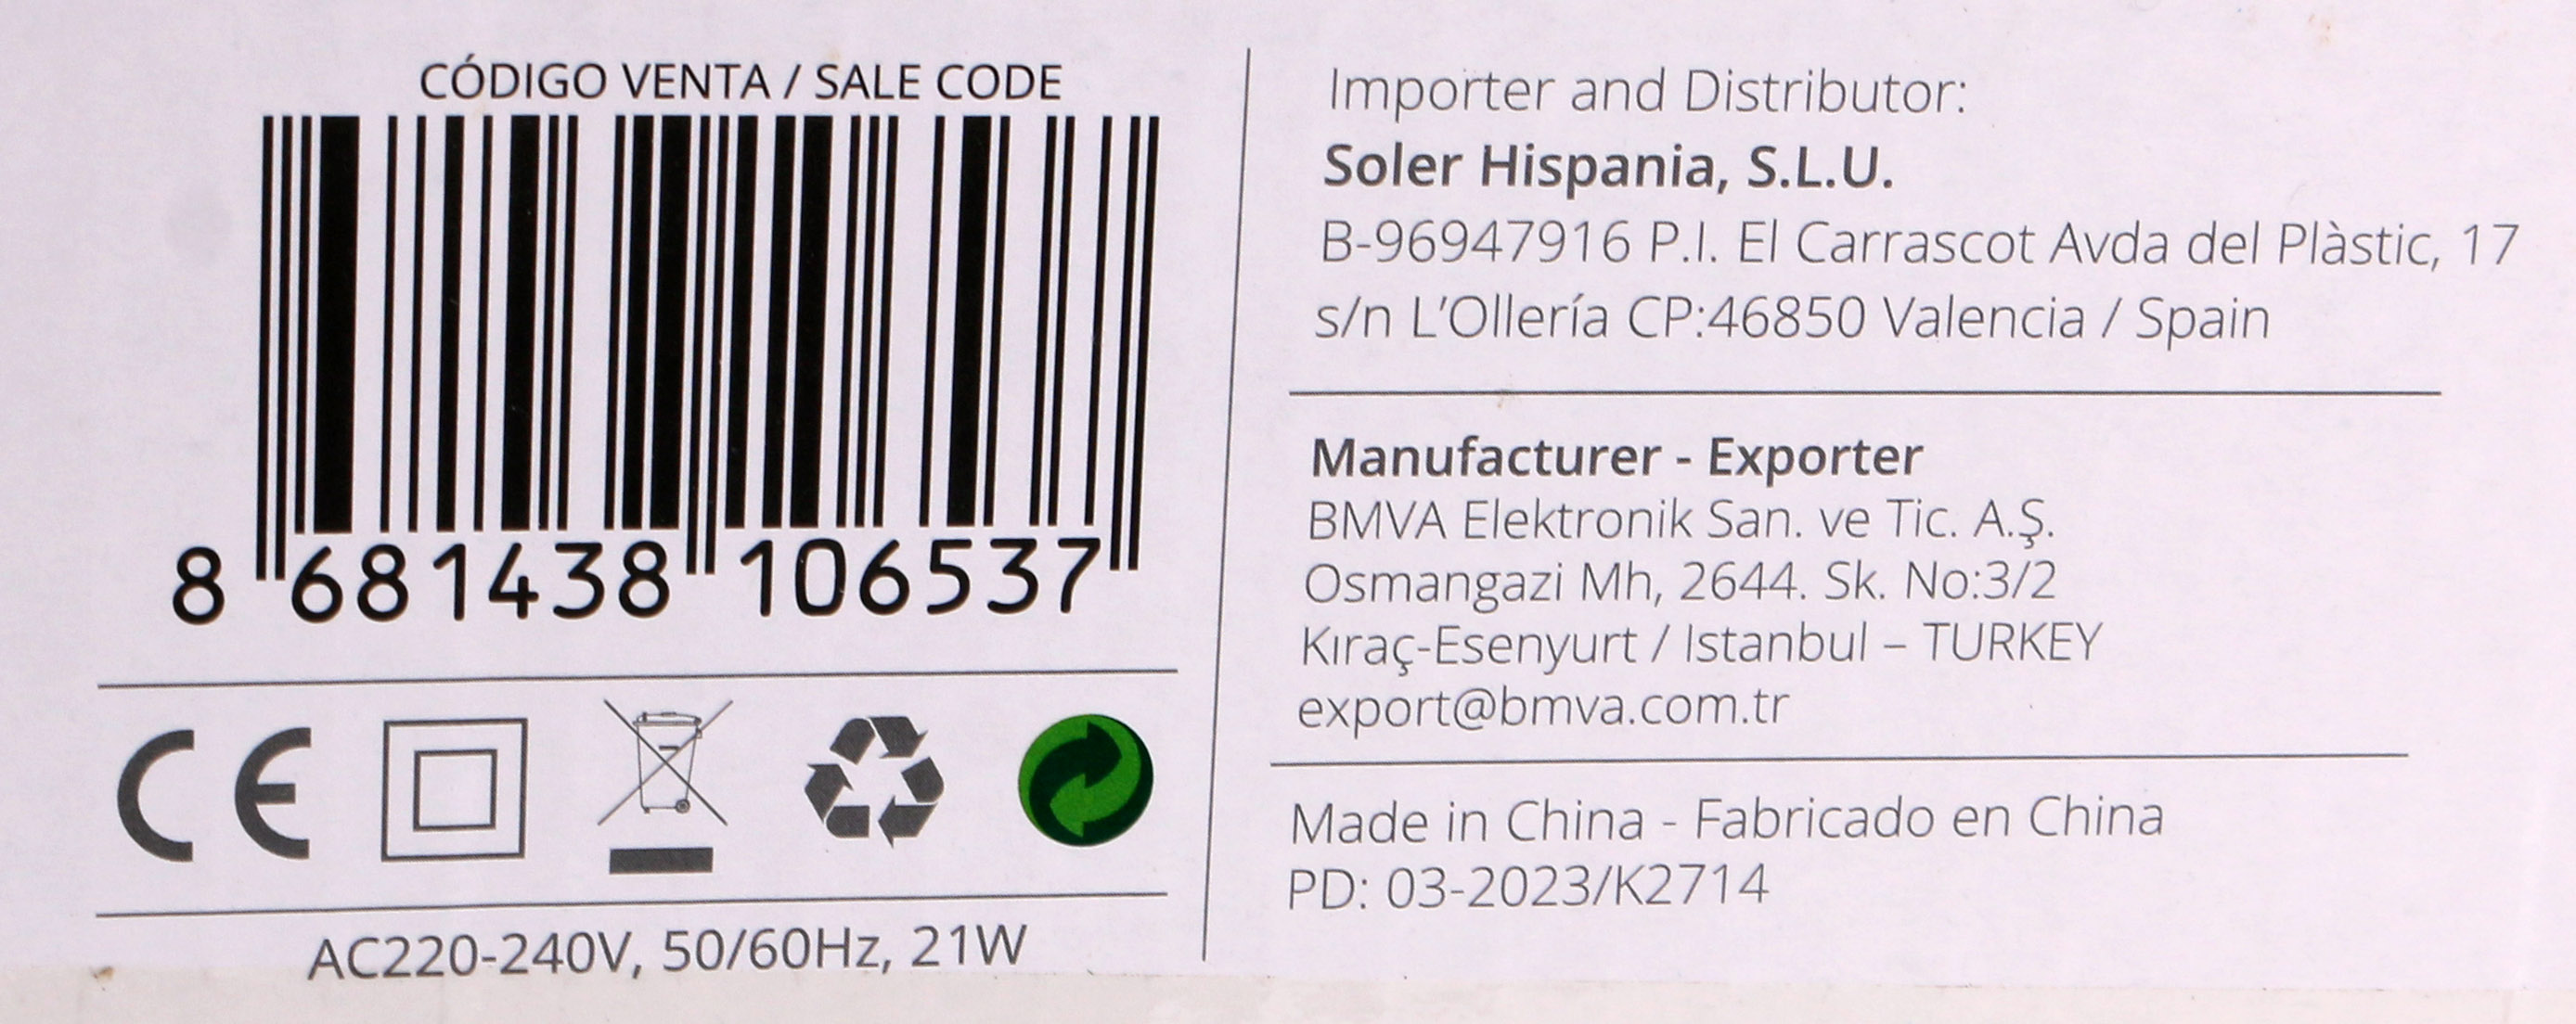 CÓDIGO VENTA / SALE CODE
8 681438 106537
CE
AC220-240V, 50/60Hz, 21W
Importer and Distributor:
Soler Hispania, S.L.U.
B-96947916 P.I. El Carrascot Avda del Plàstic, 17
s/n L'Ollería CP:46850 Valencia / Spain
Manufacturer - Exporter
BMVA Elektronik San. ve Tic. A.Ş.
Osmangazi Mh, 2644. Sk. No:3/2
Kıraç-Esenyurt / Istanbul – TURKEY
export@bmva.com.tr
Made in China - Fabricado en China
PD: 03-2023/K2714